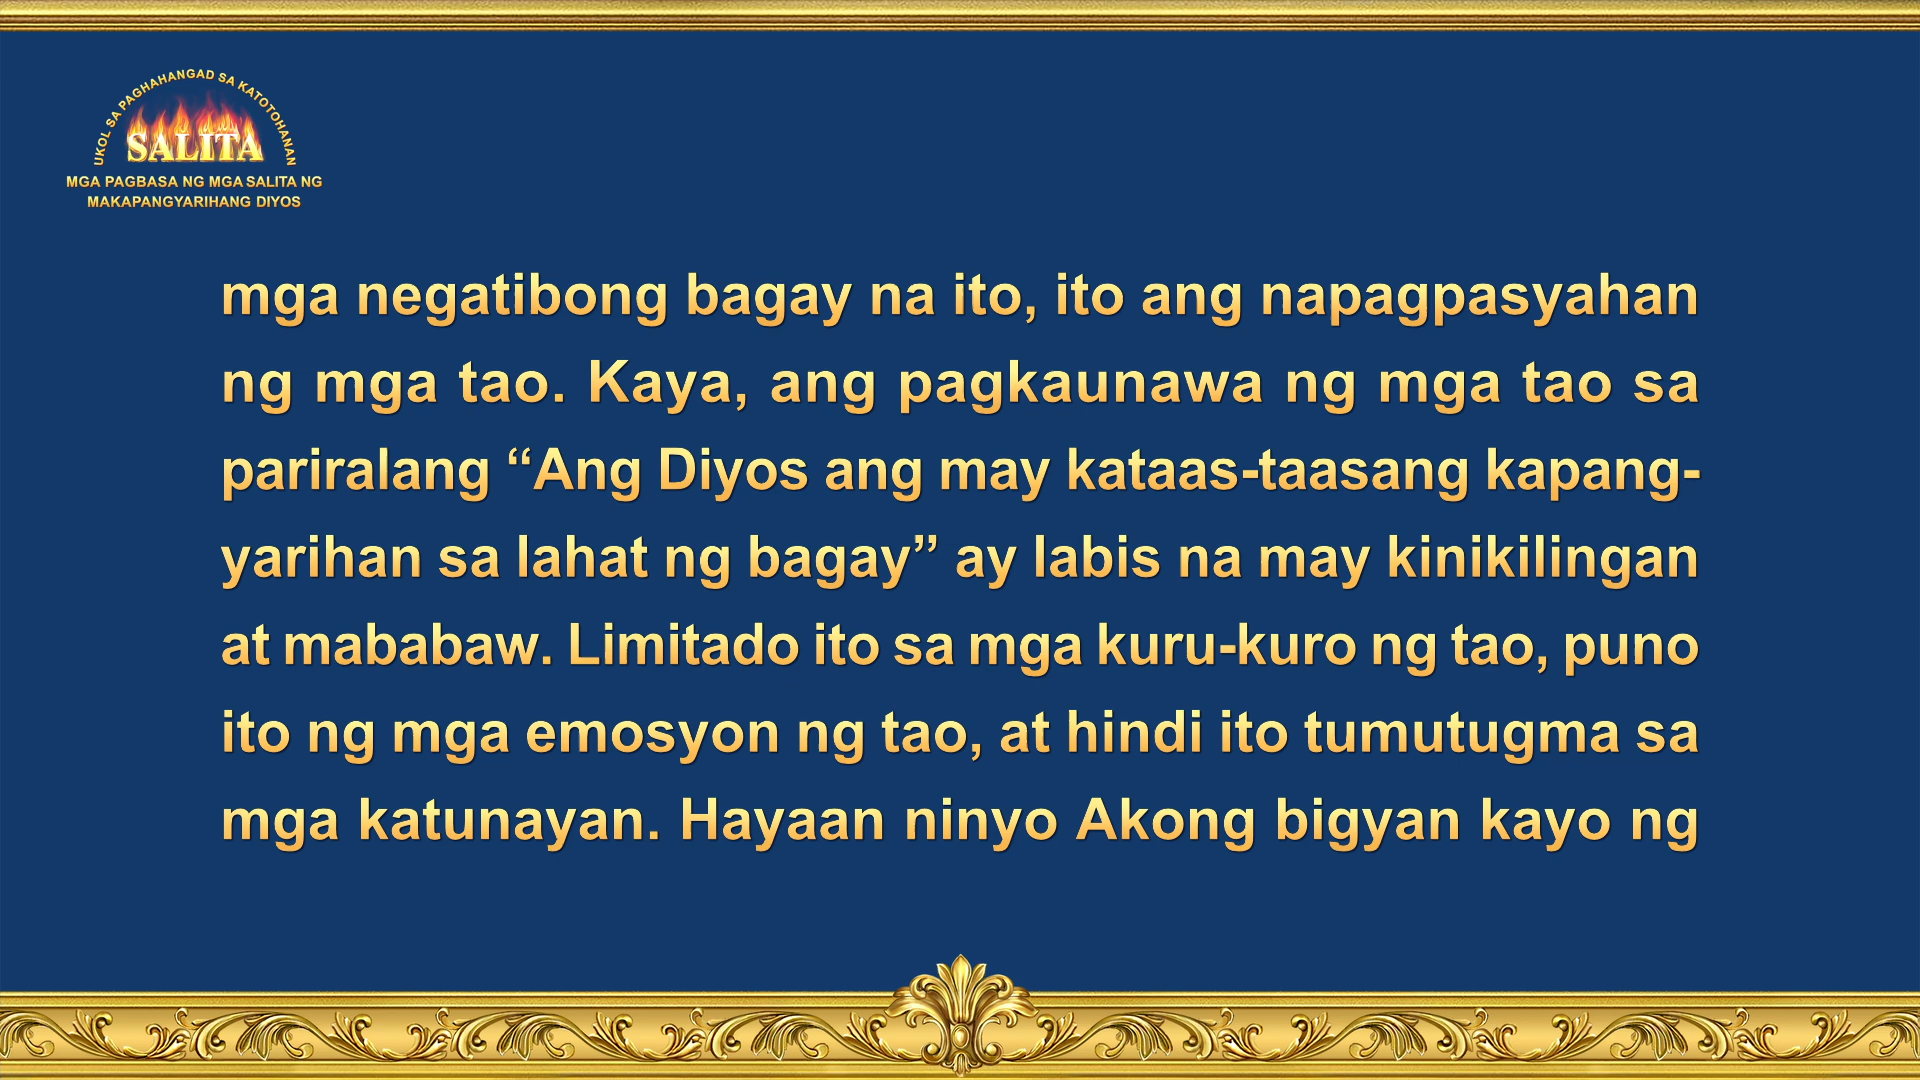 UKOL SA PAGHAHANGAD SA KATOTOHANAN
SALITA
MGA PAGBASA NG MGA SALITA NG
MAKAPANGYARIHANG DIYOS
mga negatibong bagay na ito, ito ang napagpasyahan
ng mga tao. Kaya, ang pagkaunawa ng mga tao sa
pariralang “Ang Diyos ang may kataas-taasang kapang-
yarihan sa lahat ng bagay” ay labis na may kinikilingan
at mababaw. Limitado ito sa mga kuru-kuro ng tao, puno
ito ng mga emosyon ng tao, at hindi ito tumutugma sa
mga katunayan. Hayaan ninyo Akong bigyan kayo ng